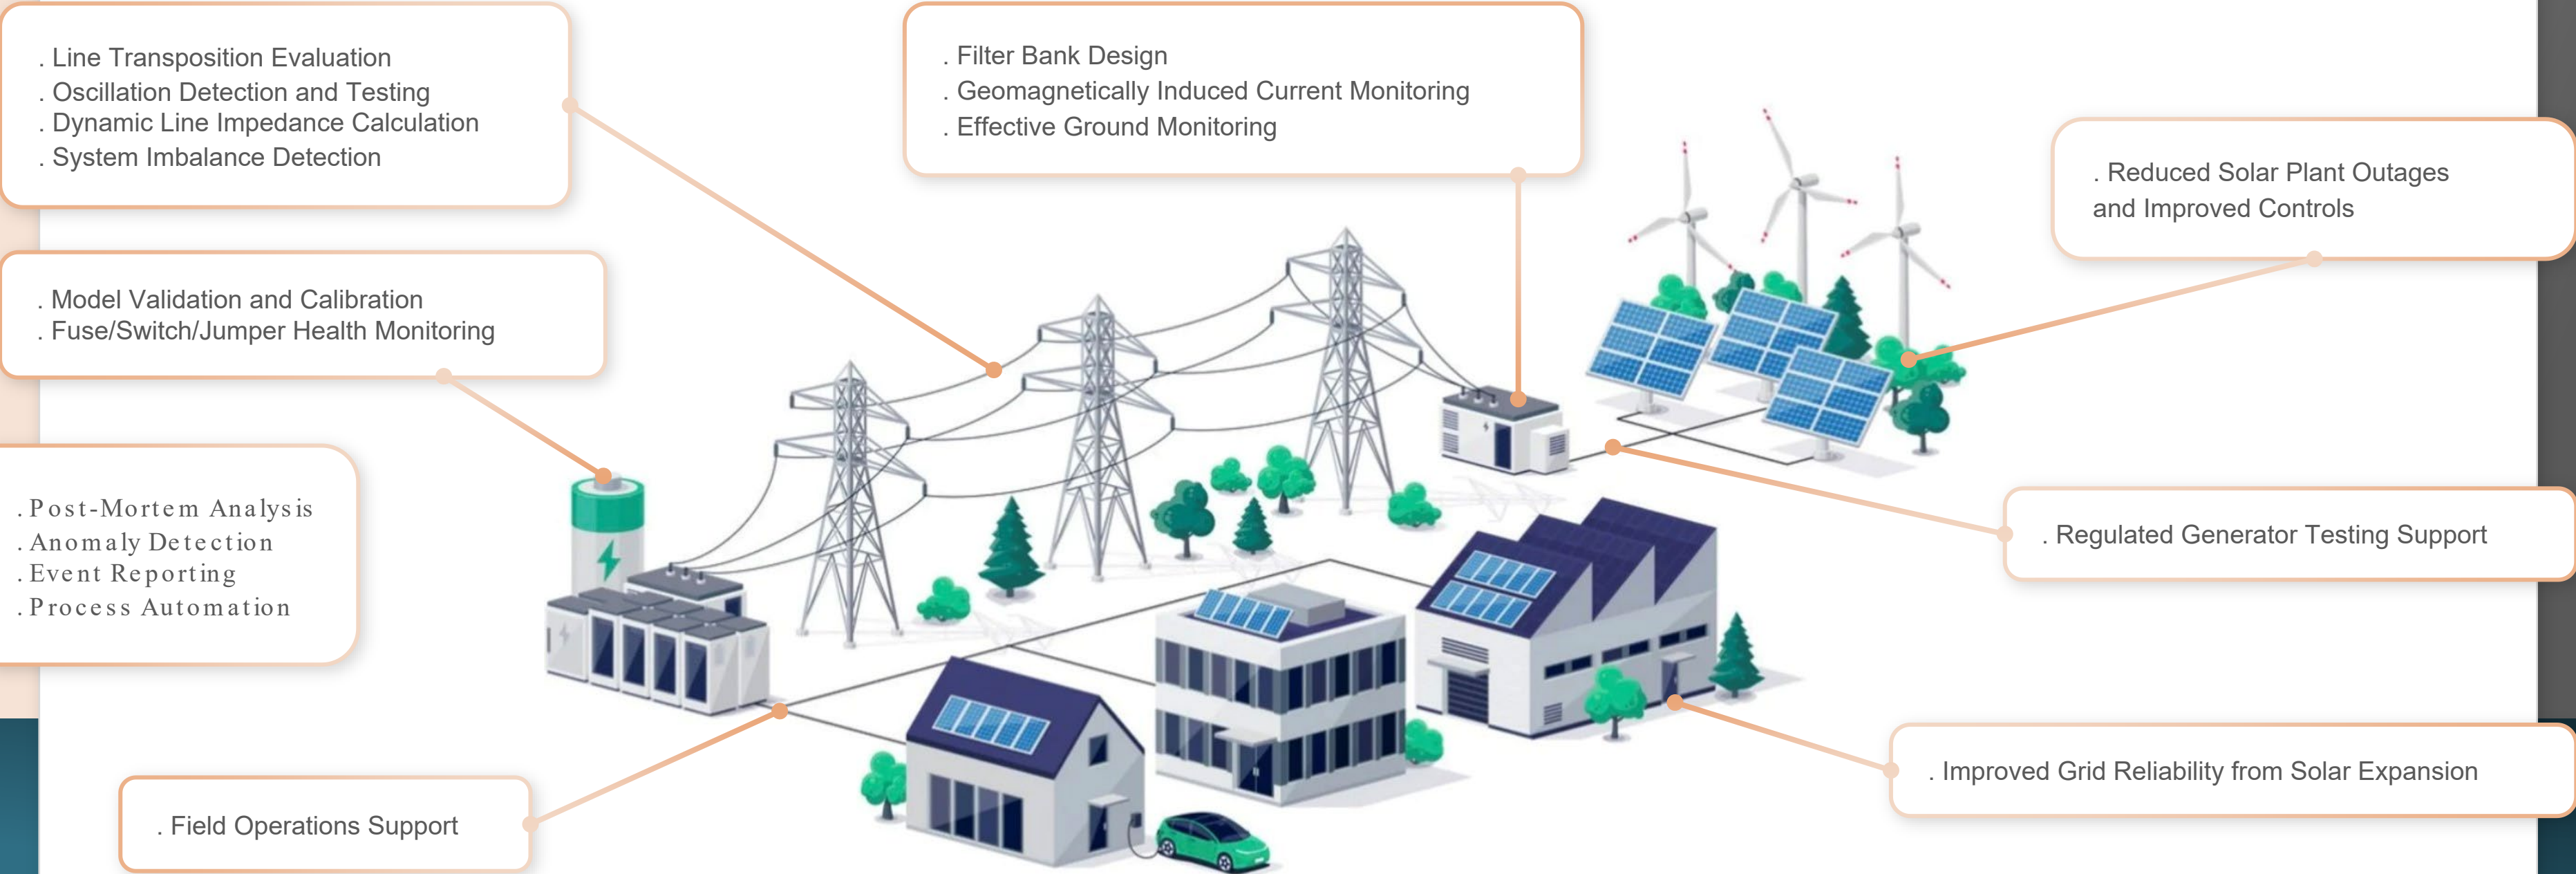 . Line Transposition Evaluation
. Oscillation Detection and Testing
. Dynamic Line Impedance Calculation
. System Imbalance Detection
. Filter Bank Design
. Geomagnetically Induced Current Monitoring
. Effective Ground Monitoring
. Reduced Solar Plant Outages
and Improved Controls
. Model Validation and Calibration
. Fuse/Switch/Jumper Health Monitoring
. Post-Mortem Analysis
. Anomaly Detection
. Event Reporting
. Process Automation
. Regulated Generator Testing Support
. Improved Grid Reliability from Solar Expansion
. Field Operations Support